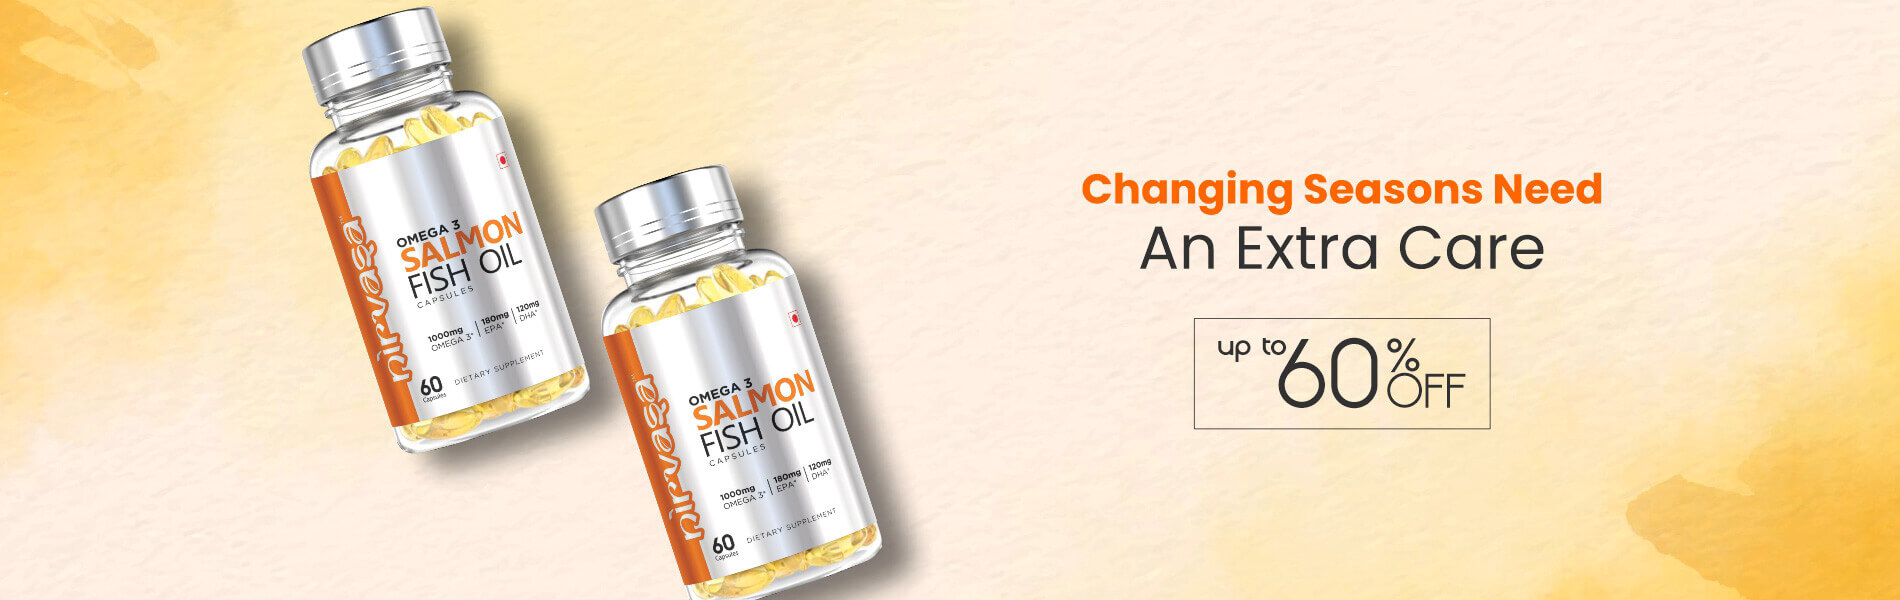 nirvasa
OMEGA 3
SALMON
FISH OIL
CAPSULES
1000mg
OMEGA 3*
180mg
EPA*
120mg
DHA*
60
Capsules
DIETARY SUPPLEMENT
nirvasa
OMEGA 3
SALMON
FISH OIL
CAPSULES
1000mg
OMEGA 3*
180mg
EPA*
120mg
DHA*
60
Capsules
DIETARY SUPPLEMENT
Changing Seasons Need
An Extra Care
up to 60% OFF